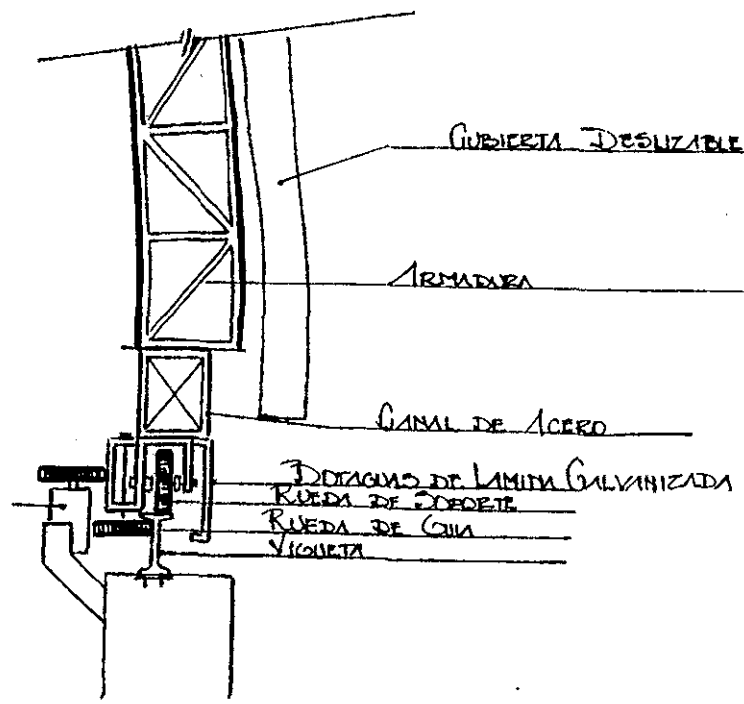 CUBIERTA DESLIZABLE
ARMADURA
CANAL DE ACERO
BOTAGUAS DE LAMINA GALVANIZADA
RUEDA DE SOPORTE
RUEDA DE GUIA
VIGUETA